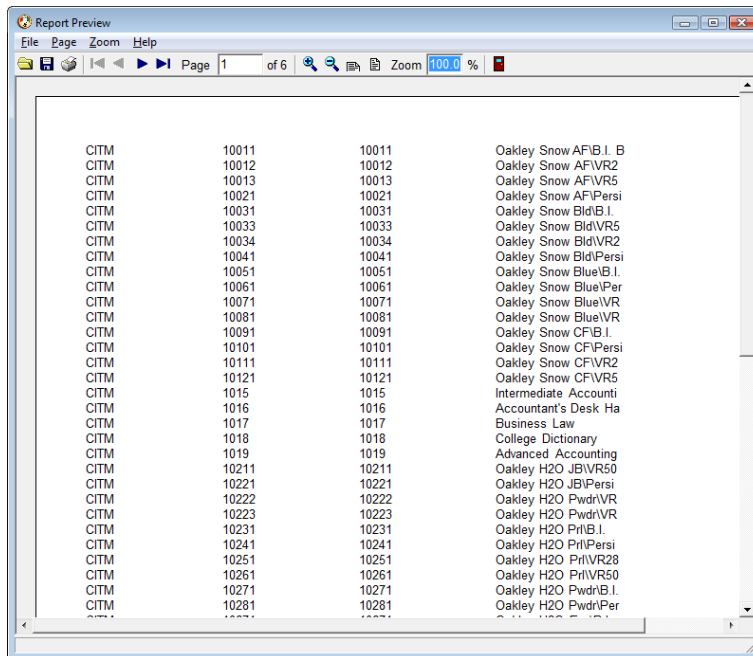 Report Preview
File Page Zoom Help
Page 1 of 6 Zoom 100.0 %
CITM 10011 10011 Oakley Snow AF\B.I. B
CITM 10012 10012 Oakley Snow AF\VR2
CITM 10013 10013 Oakley Snow AF\VR5
CITM 10021 10021 Oakley Snow AF\Persi
CITM 10031 10031 Oakley Snow Bld\B.I.
CITM 10033 10033 Oakley Snow Bld\VR5
CITM 10034 10034 Oakley Snow Bld\VR2
CITM 10041 10041 Oakley Snow Bld\Persi
CITM 10051 10051 Oakley Snow Blue\B.I.
CITM 10061 10061 Oakley Snow Blue\Per
CITM 10071 10071 Oakley Snow Blue\VR
CITM 10081 10081 Oakley Snow Blue\VR
CITM 10091 10091 Oakley Snow CF\B.I.
CITM 10101 10101 Oakley Snow CF\Persi
CITM 10111 10111 Oakley Snow CF\VR2
CITM 10121 10121 Oakley Snow CF\VR5
CITM 1015 1015 Intermediate Accounti
CITM 1016 1016 Accountant's Desk Ha
CITM 1017 1017 Business Law
CITM 1018 1018 College Dictionary
CITM 1019 1019 Advanced Accounting
CITM 10211 10211 Oakley H2O JB\VR50
CITM 10221 10221 Oakley H2O JB\Persi
CITM 10222 10222 Oakley H2O Pwdr\VR
CITM 10223 10223 Oakley H2O Pwdr\VR
CITM 10231 10231 Oakley H2O Prl\B.I.
CITM 10241 10241 Oakley H2O Prl\Persi
CITM 10251 10251 Oakley H2O Prl\VR28
CITM 10261 10261 Oakley H2O Prl\VR50
CITM 10271 10271 Oakley H2O Pwdr\B.I.
CITM 10281 10281 Oakley H2O Pwdr\Per